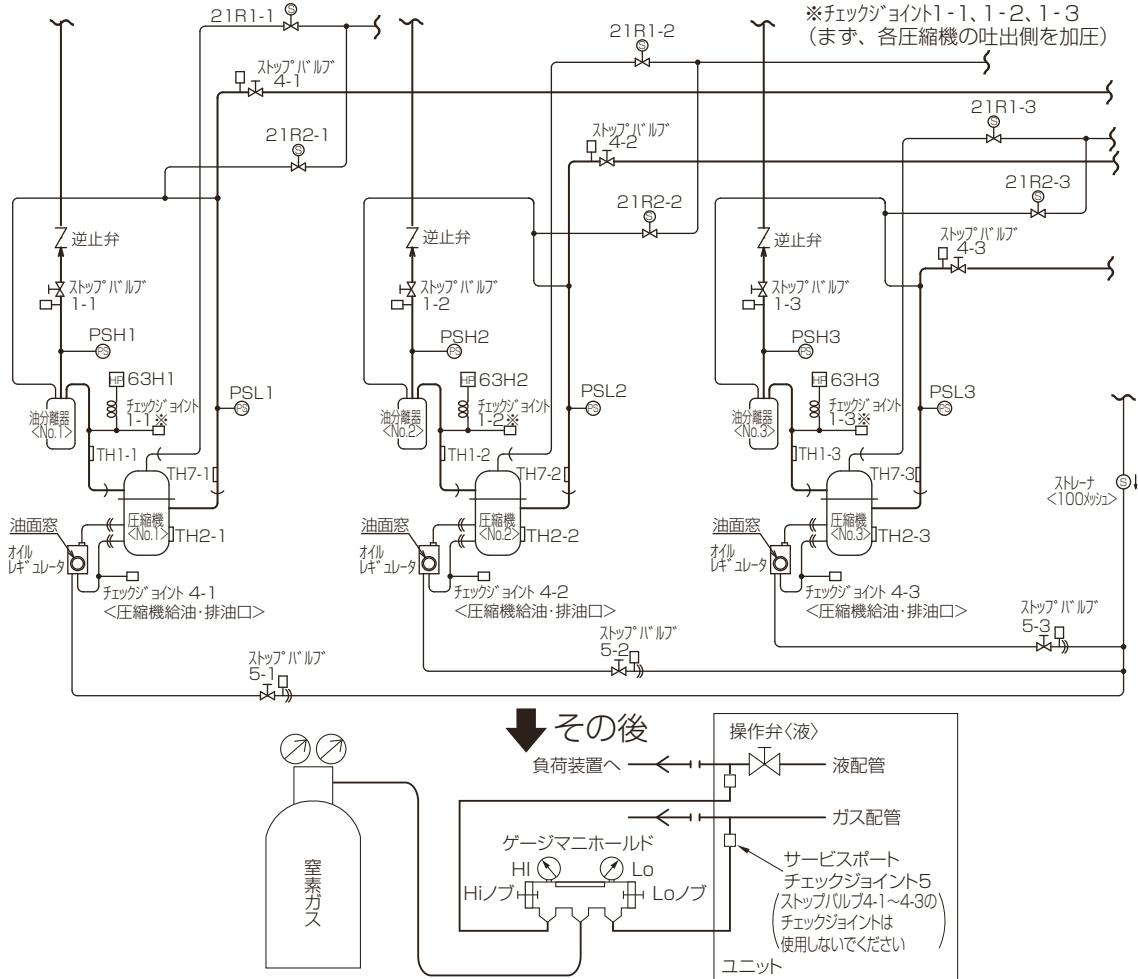 ※チェックジョイント1-1、1-2、1-3
(まず、各圧縮機の吐出側を加圧)
21R1-1
ストップバルブ
4-1
21R2-1
逆止弁
ストップバルブ
1-1
PSH1
PS
HP
63H1
チェックジョイント
1-1※
PSL1
PS
油分離器
<No.1>
TH1-1
TH7-1
圧縮機
<No.1>
TH2-1
油面窓
オイル
レギュレータ
チェックジョイント 4-1
<圧縮機給油・排油口>
ストップバルブ
5-1
21R1-2
ストップバルブ
4-2
21R2-2
逆止弁
ストップバルブ
1-2
PSH2
PS
HP
63H2
チェックジョイント
1-2※
PSL2
PS
油分離器
<No.2>
TH1-2
TH7-2
圧縮機
<No.2>
TH2-2
油面窓
オイル
レギュレータ
チェックジョイント 4-2
<圧縮機給油・排油口>
ストップバルブ
5-2
21R1-3
21R2-3
ストップバルブ
4-3
逆止弁
ストップバルブ
1-3
PSH3
PS
HP
63H3
チェックジョイント
1-3※
PSL3
PS
油分離器
<No.3>
TH1-3
TH7-3
圧縮機
<No.3>
TH2-3
油面窓
オイル
レギュレータ
チェックジョイント 4-3
<圧縮機給油・排油口>
ストップバルブ
5-3
ストレーナ
<100メッシュ>
S
その後
操作弁〈液〉
負荷装置へ
液配管
ガス配管
ゲージマニホールド
HI
Lo
Hiノブ
Loノブ
窒素ガス
サービスポート
チェックジョイント5
(ストップバルブ4-1~4-3の
チェックジョイントは
使用しないでください)
ユニット